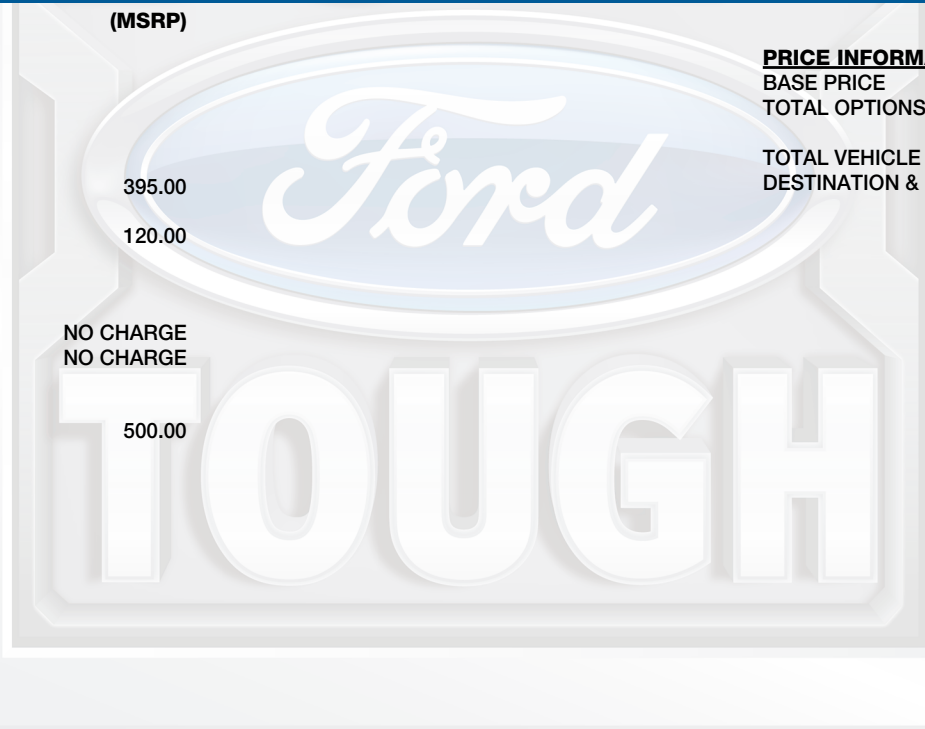 (MSRP)
395.00
120.00
NO CHARGE
NO CHARGE
500.00
PRICE INFORM
BASE PRICE
TOTAL OPTIONS
TOTAL VEHICLE
DESTINATION &
Ford
TOUGH